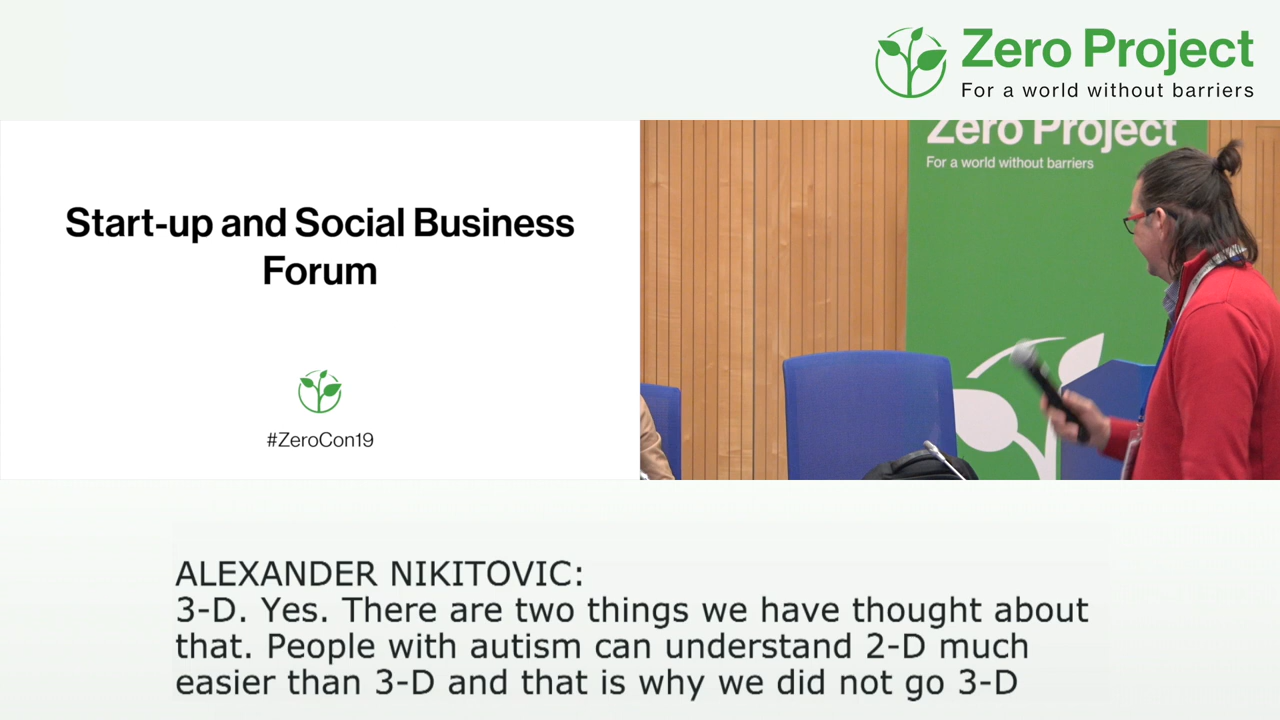 Zero Project
For a world without barriers
Start-up and Social Business
Forum
#ZeroCon19
Zero Project
For a world without barriers
ALEXANDER NIKITOVIC:
3-D. Yes. There are two things we have thought about
that. People with autism can understand 2-D much
easier than 3-D and that is why we did not go 3-D